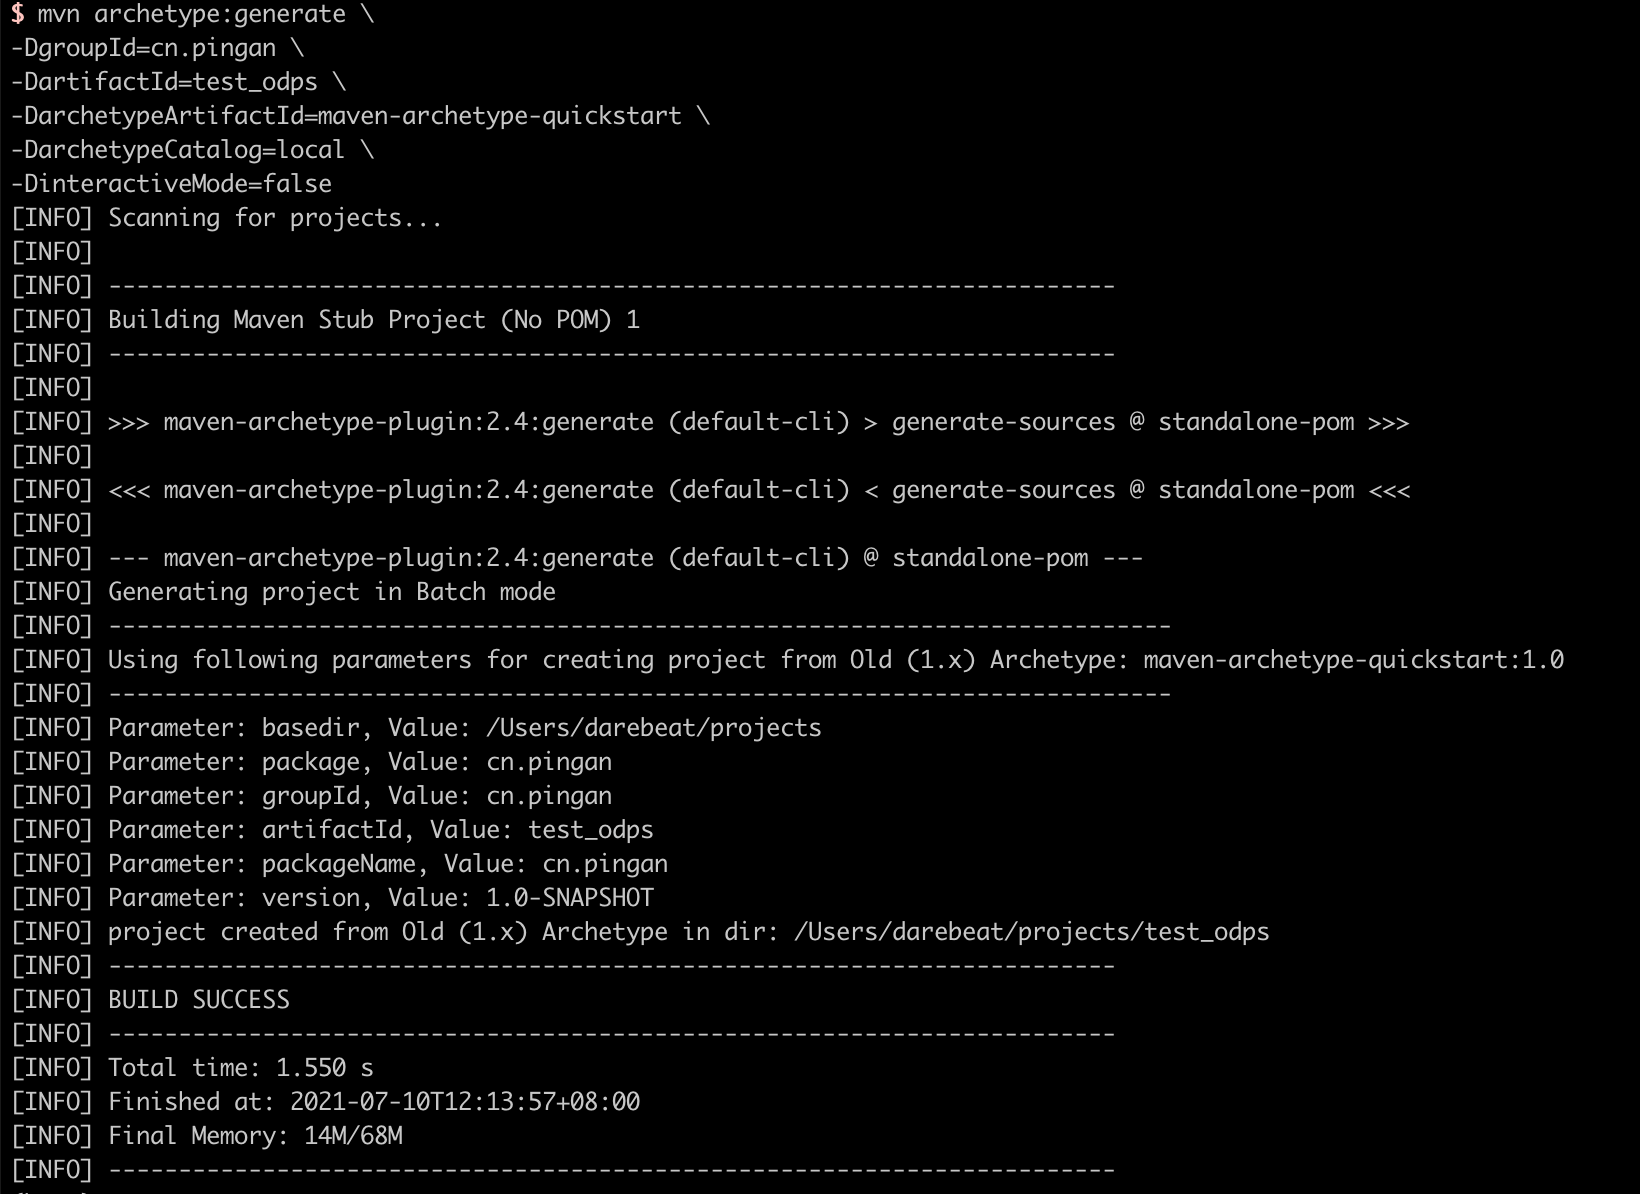 $ mvn archetype:generate \
-DgroupId=cn.pingan \
-DartifactId=test_odps \
-DarchetypeArtifactId=maven-archetype-quickstart \
-DarchetypeCatalog=local \
-DinteractiveMode=false
[INFO] Scanning for projects...
[INFO]
[INFO] ------------------------------------------------------------------------
[INFO] Building Maven Stub Project (No POM) 1
[INFO] ------------------------------------------------------------------------
[INFO]
[INFO] >>> maven-archetype-plugin:2.4:generate (default-cli) > generate-sources @ standalone-pom >>>
[INFO]
[INFO] <<< maven-archetype-plugin:2.4:generate (default-cli) < generate-sources @ standalone-pom <<<
[INFO]
[INFO] --- maven-archetype-plugin:2.4:generate (default-cli) @ standalone-pom ---
[INFO] Generating project in Batch mode
[INFO] ----------------------------------------------------------------------------
[INFO] Using following parameters for creating project from Old (1.x) Archetype: maven-archetype-quickstart:1.0
[INFO] ----------------------------------------------------------------------------
[INFO] Parameter: basedir, Value: /Users/darebeat/projects
[INFO] Parameter: package, Value: cn.pingan
[INFO] Parameter: groupId, Value: cn.pingan
[INFO] Parameter: artifactId, Value: test_odps
[INFO] Parameter: packageName, Value: cn.pingan
[INFO] Parameter: version, Value: 1.0-SNAPSHOT
[INFO] project created from Old (1.x) Archetype in dir: /Users/darebeat/projects/test_odps
[INFO] ------------------------------------------------------------------------
[INFO] BUILD SUCCESS
[INFO] ------------------------------------------------------------------------
[INFO] Total time: 1.550 s
[INFO] Finished at: 2021-07-10T12:13:57+08:00
[INFO] Final Memory: 14M/68M
[INFO] ------------------------------------------------------------------------